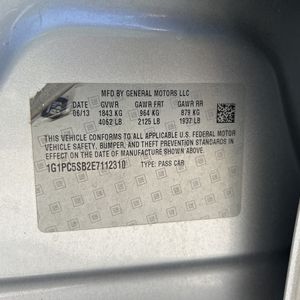 MFD BY GENERAL MOTORS LLC
DATE GVWR GAWR FRT GAWR RR
06/13 1843 KG 964 KG 879 KG
4062 LB 2125 LB 1937 LB
THIS VEHICLE CONFORMS TO ALL APPLICABLE U.S. FEDERAL MOTOR
VEHICLE SAFETY, BUMPER, AND THEFT PREVENTION
STANDARDS IN EFFECT ON THE DATE
OF MANUFACTURE SHOWN ABOVE.
1G1PC5SB2E7112310 TYPE: PASS CAR